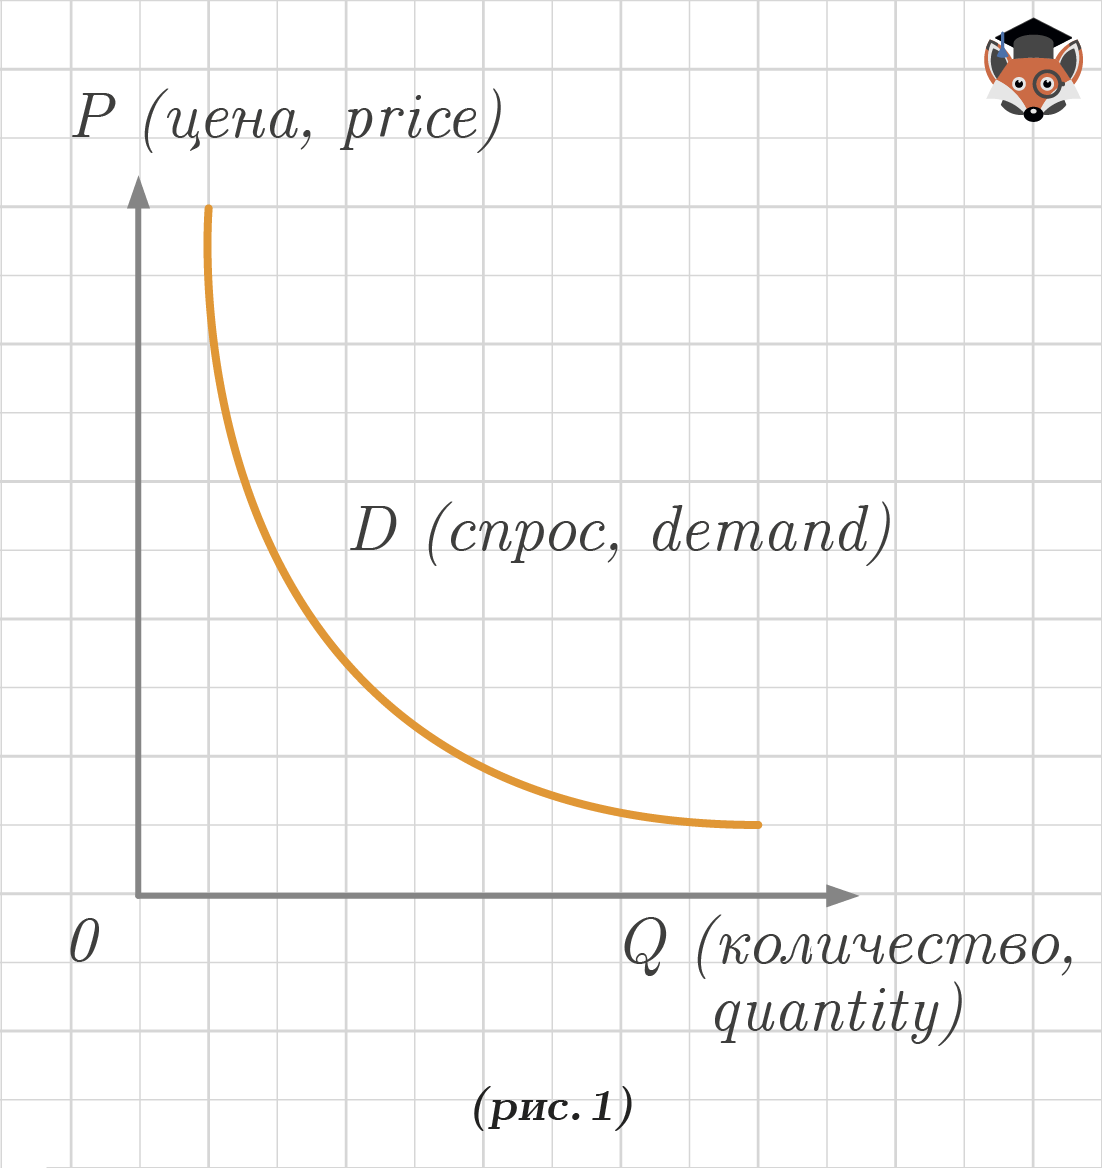 P (цена, price)
D (спрос, demand)
0
Q (количество,
quantity)
(рис. 1)